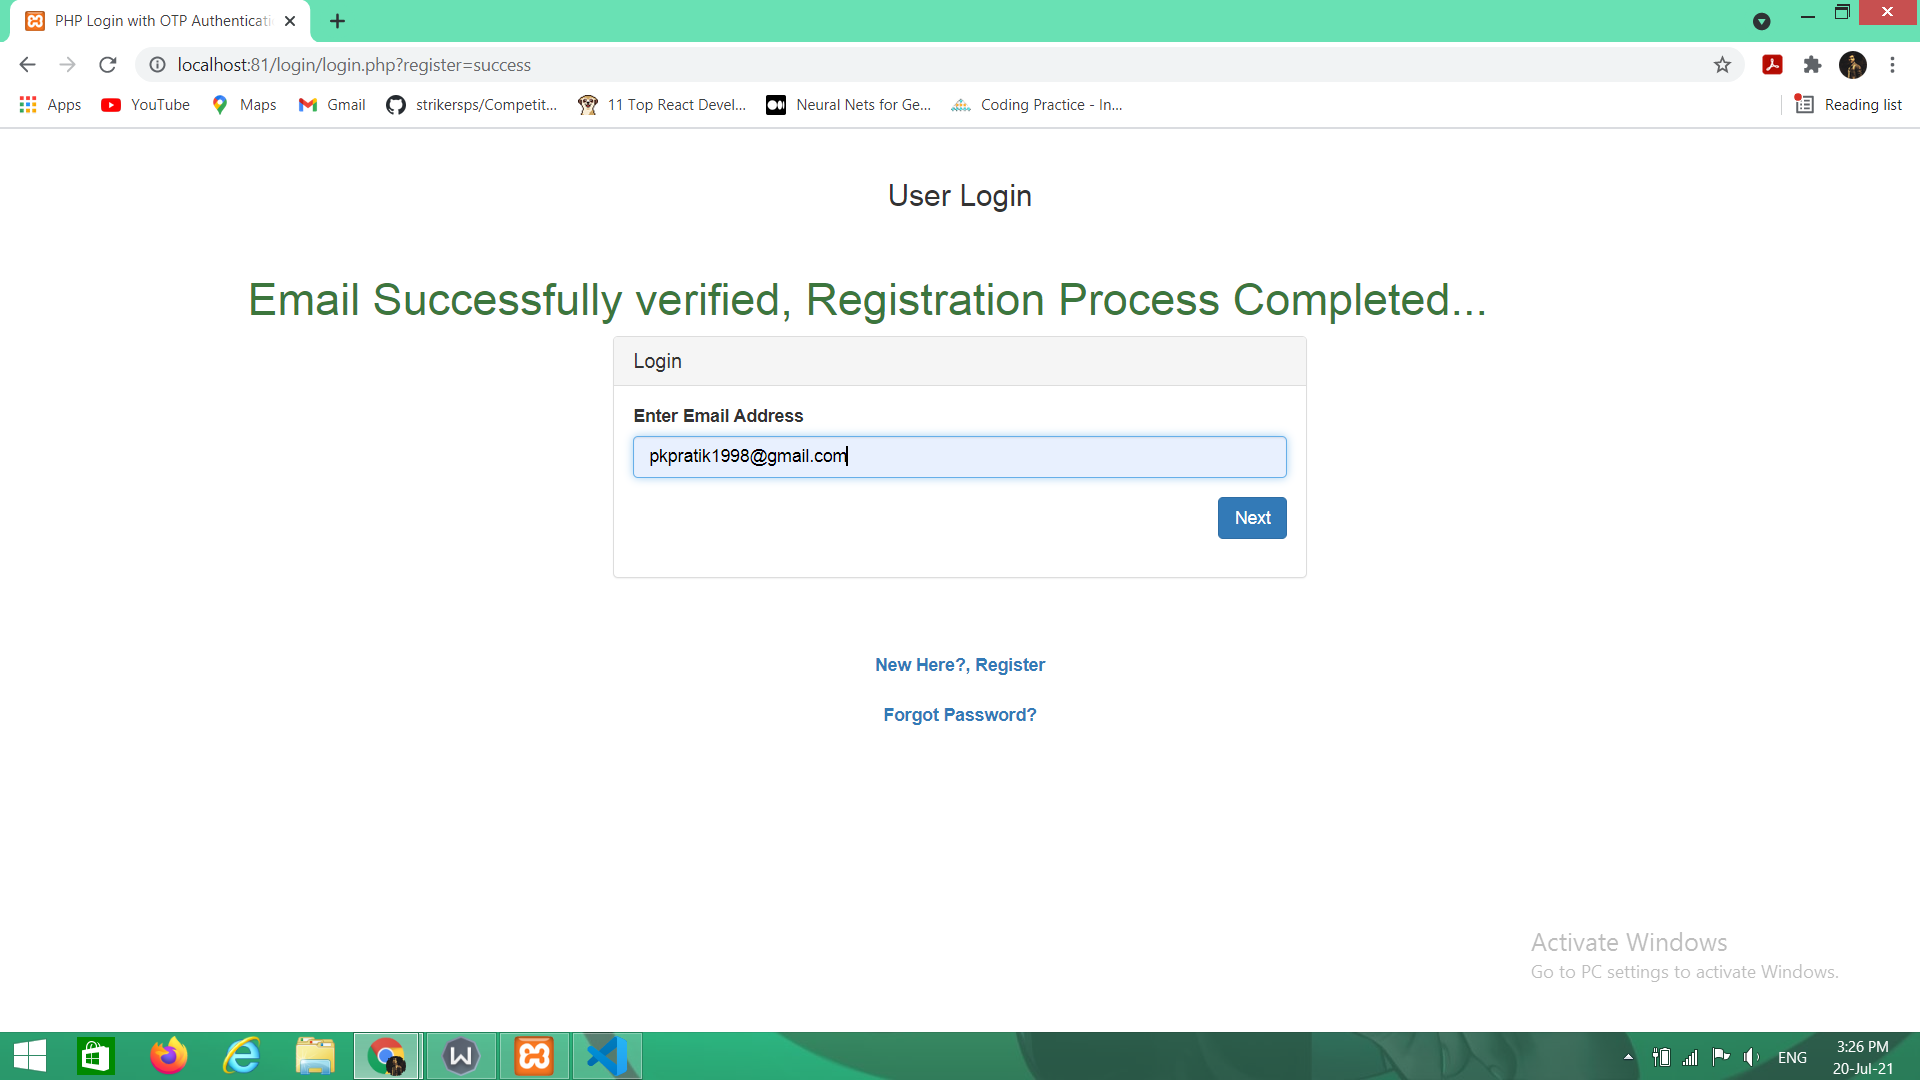 PHP Login with OTP Authenticati
localhost:81/login/login.php?register=success
Apps YouTube Maps Gmail strikersps/Competit... 11 Top React Devel... Neural Nets for Ge... Coding Practice - In... Reading list
User Login
Email Successfully verified, Registration Process Completed...
Login
Enter Email Address
pkpratik1998@gmail.com
Next
New Here?, Register
Forgot Password?
Activate Windows
Go to PC settings to activate Windows.
ENG
3:26 PM
20-Jul-21